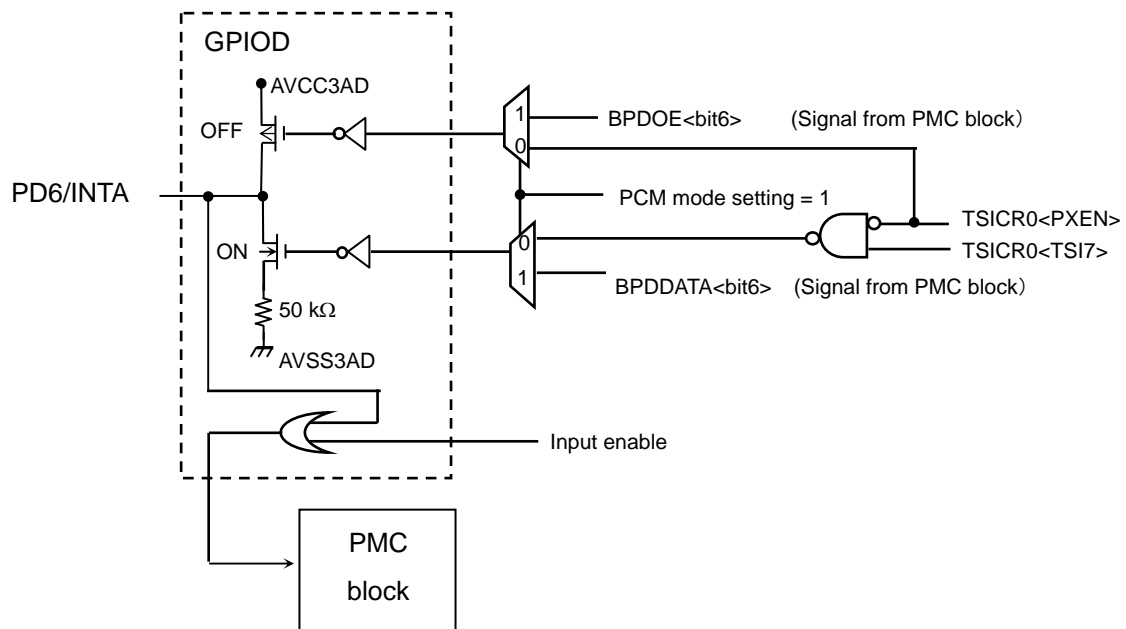 GPIOD
AVCC3AD
OFF
1
BPDOE<bit6> (Signal from PMC block）
0
PD6/INTA
PCM mode setting = 1
TSICR0<PXEN>
ON
0
TSICR0<TSI7>
1
BPDDATA<bit6> (Signal from PMC block）
50 kΩ
AVSS3AD
Input enable
PMC
block